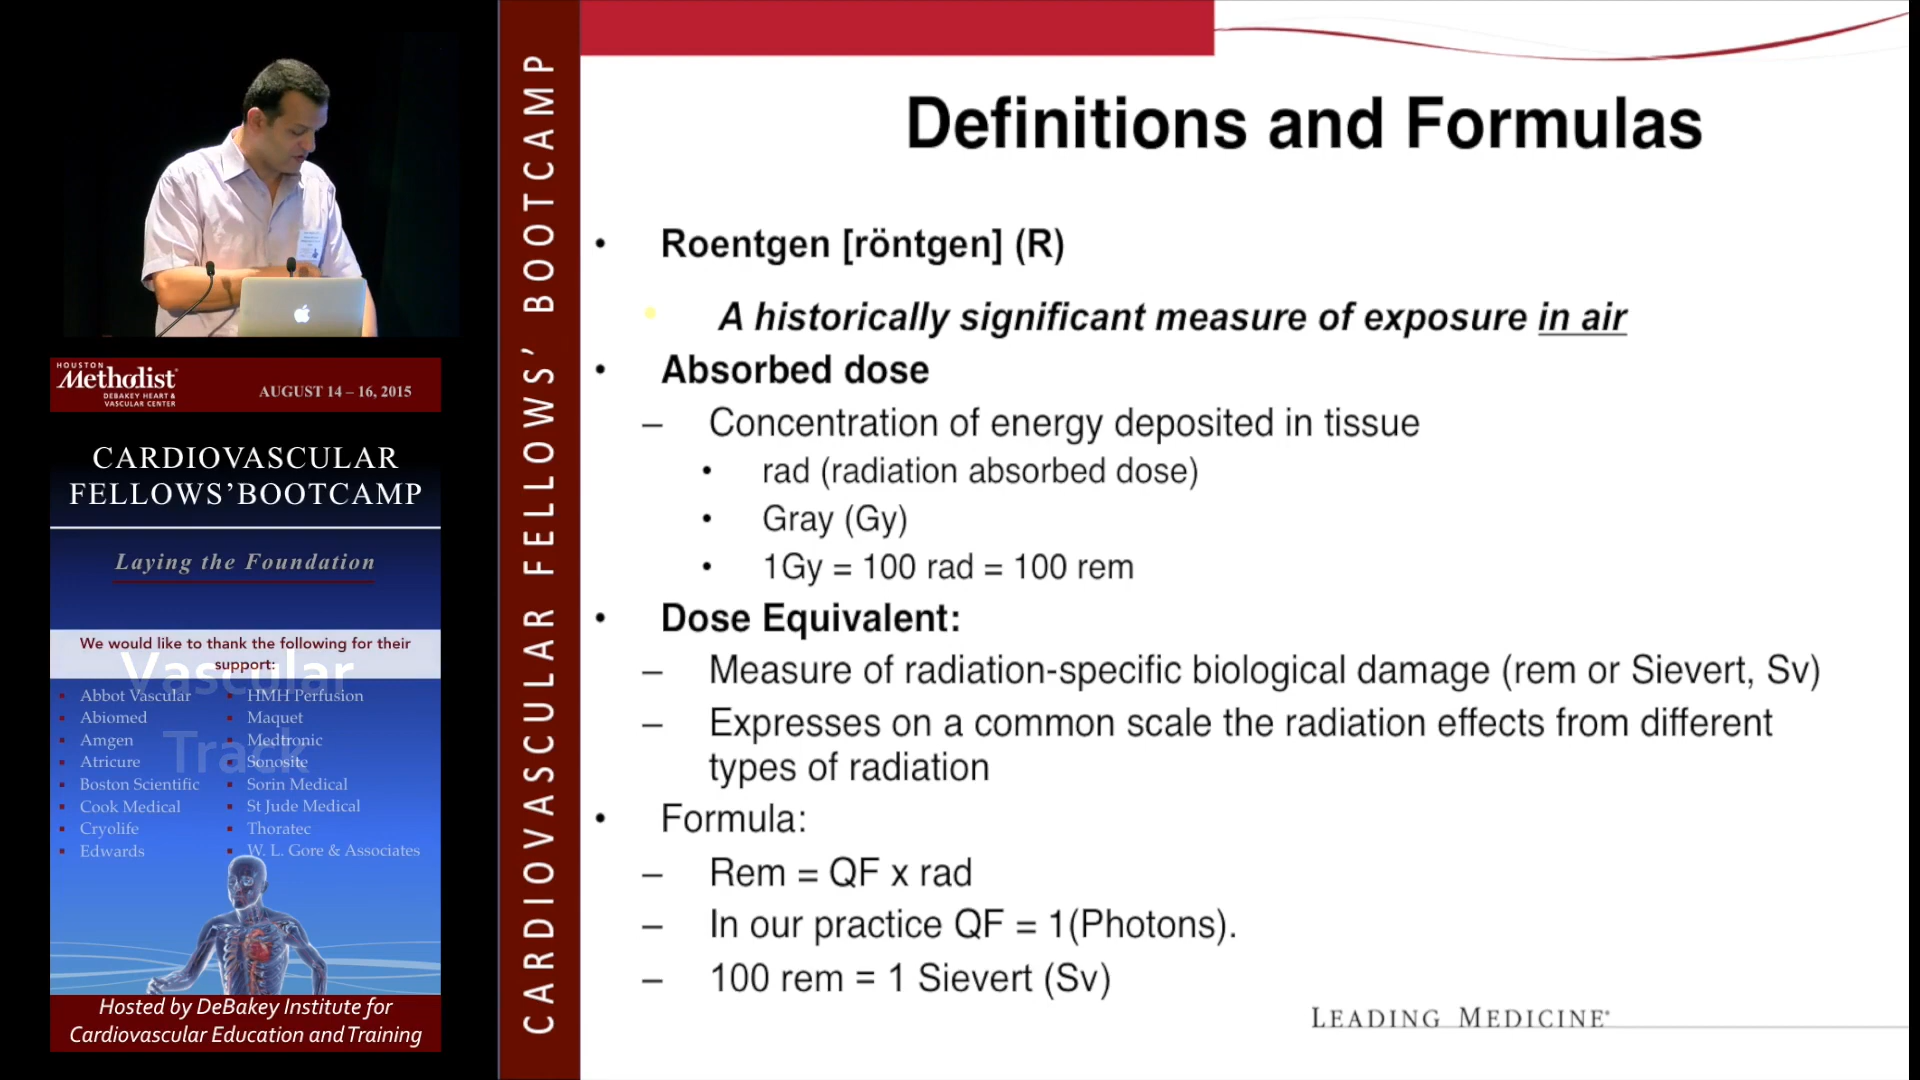 HOUSTON
Methodist
DEBAKEY HEART &
VASCULAR CENTER
AUGUST 14 – 16, 2015
CARDIOVASCULAR
FELLOWS'BOOTCAMP
Laying the Foundation
We would like to thank the following for their
support:
Vascular
Track
▪ Abbot Vascular
▪ Abiomed
▪ Amgen
▪ Atricure
▪ Boston Scientific
▪ Cook Medical
▪ Cryolife
▪ Edwards
▪ HMH Perfusion
▪ Maquet
▪ Medtronic
▪ Sonosite
▪ Sorin Medical
▪ St Jude Medical
▪ Thoratec
▪ W. L. Gore & Associates
Hosted by DeBakey Institute for
Cardiovascular Education and Training
CARDIOVASCULAR FELLOWS' BOOTCAMP
Definitions and Formulas
• Roentgen [röntgen] (R)
• A historically significant measure of exposure in air
• Absorbed dose
– Concentration of energy deposited in tissue
• rad (radiation absorbed dose)
• Gray (Gy)
• 1Gy = 100 rad = 100 rem
• Dose Equivalent:
– Measure of radiation-specific biological damage (rem or Sievert, Sv)
– Expresses on a common scale the radiation effects from different
types of radiation
• Formula:
– Rem = QF x rad
– In our practice QF = 1(Photons).
– 100 rem = 1 Sievert (Sv)
LEADING MEDICINE